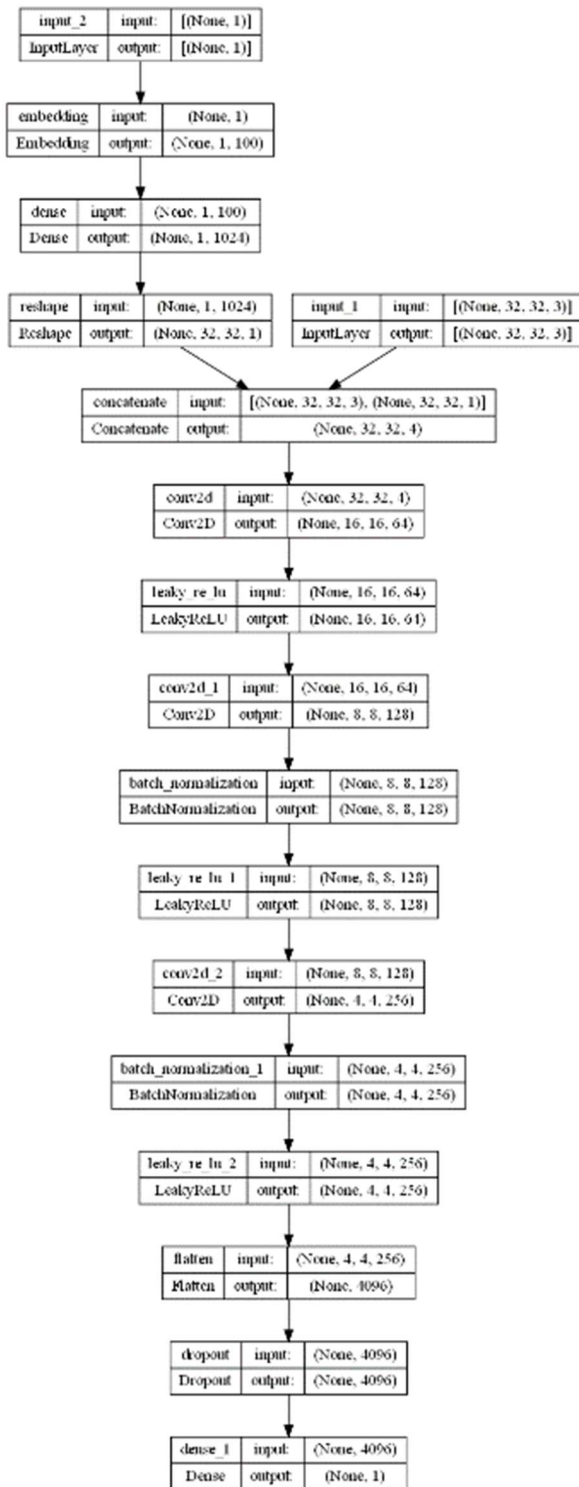 input_2 input: [(None, 1)]
InputLayer output: [(None, 1)]
embedding input: (None, 1)
Embedding output: (None, 1, 100)
dense input: (None, 1, 100)
Dense output: (None, 1, 1024)
reshape input: (None, 1, 1024)
Reshape output: (None, 32, 32, 1)
input_1 input: [(None, 32, 32, 3)]
InputLayer output: [(None, 32, 32, 3)]
concatenate input: [(None, 32, 32, 3), (None, 32, 32, 1)]
Concatenate output: (None, 32, 32, 4)
conv2d input: (None, 32, 32, 4)
Conv2D output: (None, 16, 16, 64)
leaky_re_lu input: (None, 16, 16, 64)
LeakyReLU output: (None, 16, 16, 64)
conv2d_1 input: (None, 16, 16, 64)
Conv2D output: (None, 8, 8, 128)
batch_normalization input: (None, 8, 8, 128)
BatchNormalization output: (None, 8, 8, 128)
leaky_re_lu_1 input: (None, 8, 8, 128)
LeakyReLU output: (None, 8, 8, 128)
conv2d_2 input: (None, 8, 8, 128)
Conv2D output: (None, 4, 4, 256)
batch_normalization_1 input: (None, 4, 4, 256)
BatchNormalization output: (None, 4, 4, 256)
leaky_re_lu_2 input: (None, 4, 4, 256)
LeakyReLU output: (None, 4, 4, 256)
flatten input: (None, 4, 4, 256)
Flatten output: (None, 4096)
dropout input: (None, 4096)
Dropout output: (None, 4096)
dense_1 input: (None, 4096)
Dense output: (None, 1)